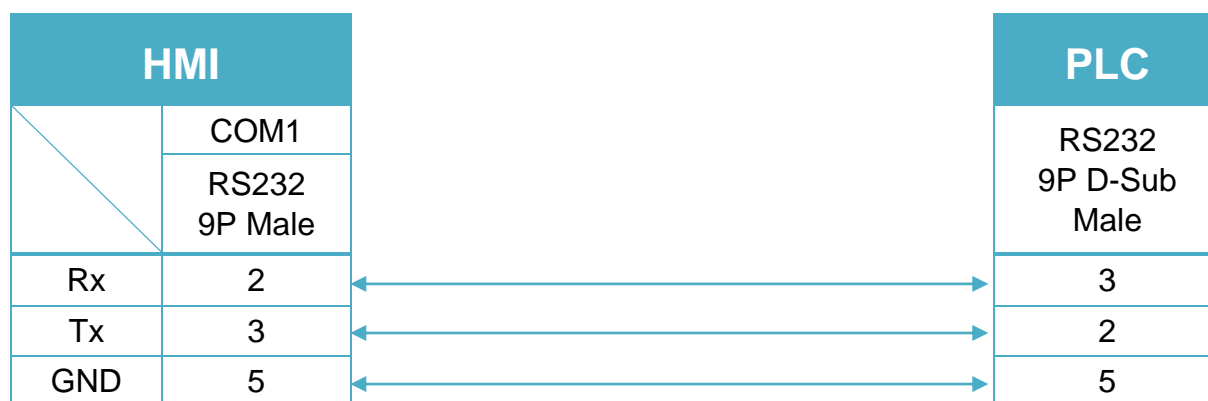 HMI
PLC
COM1
RS232
9P Male
RS232
9P D-Sub
Male
Rx 2 3
Tx 3 2
GND 5 5